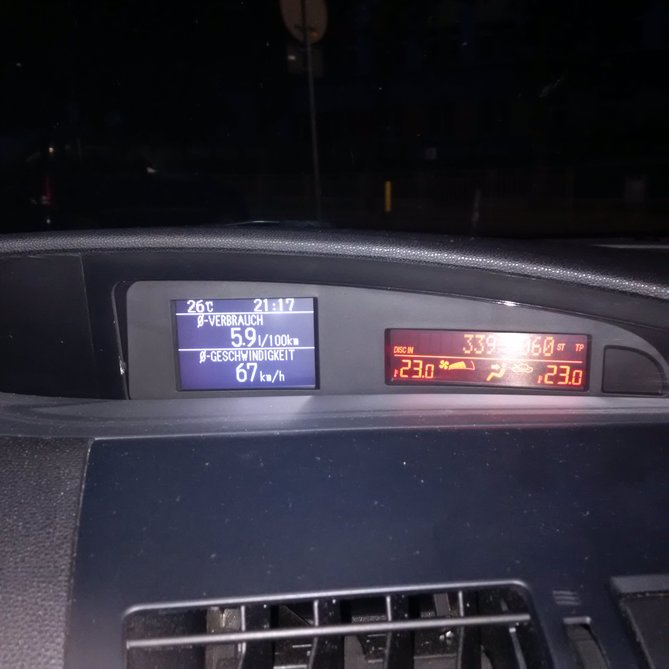 26℃ 21:17
Ø-VERBRAUCH
5.9 l/100km
Ø-GESCHWINDIGKEIT
67 km/h
ST TP
DISC IN
23.0 23.0